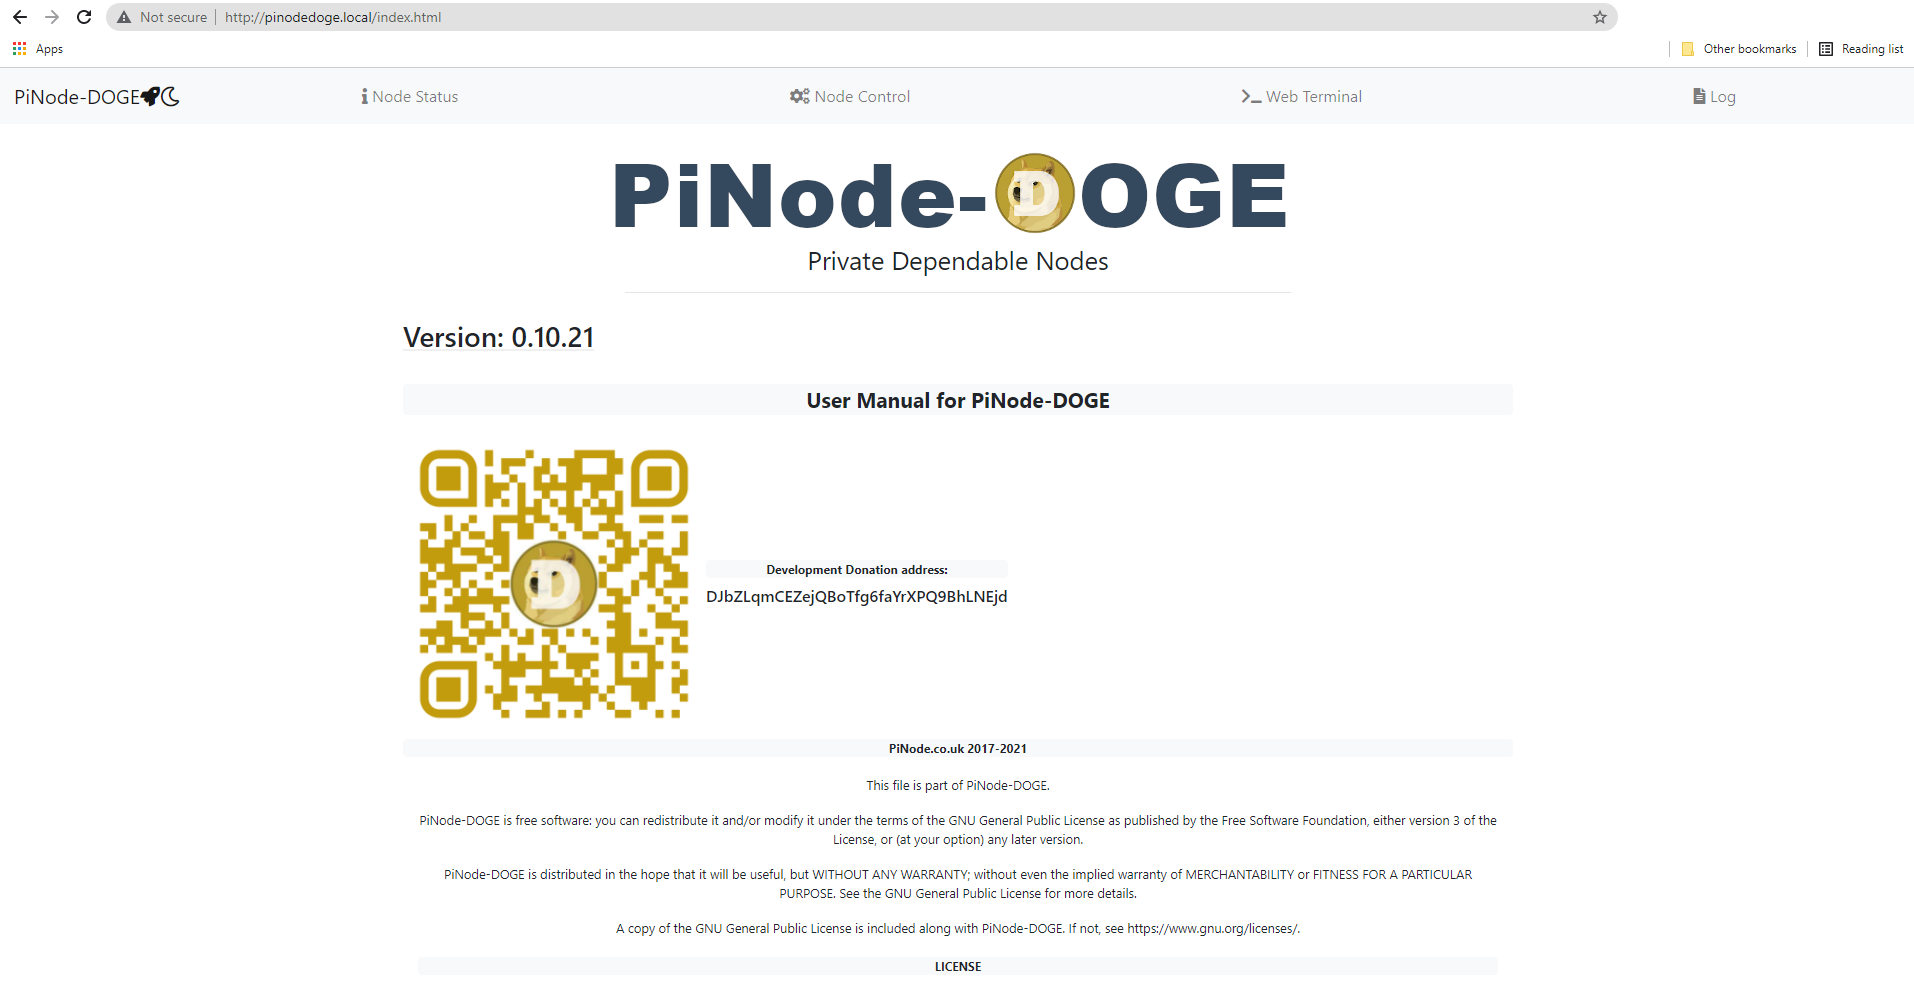 Not secure | http://pinodedoge.local/index.html
Apps
Other bookmarks
Reading list
PiNode-DOGE
Node Status
Node Control
Web Terminal
Log
PiNode-DOGE
Private Dependable Nodes
Version: 0.10.21
User Manual for PiNode-DOGE
D
Development Donation address:
DJbZLqmCEZejQBoTfg6faYrXPQ9BhLNEjd
PiNode.co.uk 2017-2021
This file is part of PiNode-DOGE.
PiNode-DOGE is free software: you can redistribute it and/or modify it under the terms of the GNU General Public License as published by the Free Software Foundation, either version 3 of the
License, or (at your option) any later version.
PiNode-DOGE is distributed in the hope that it will be useful, but WITHOUT ANY WARRANTY; without even the implied warranty of MERCHANTABILITY or FITNESS FOR A PARTICULAR
PURPOSE. See the GNU General Public License for more details.
A copy of the GNU General Public License is included along with PiNode-DOGE. If not, see https://www.gnu.org/licenses/.
LICENSE